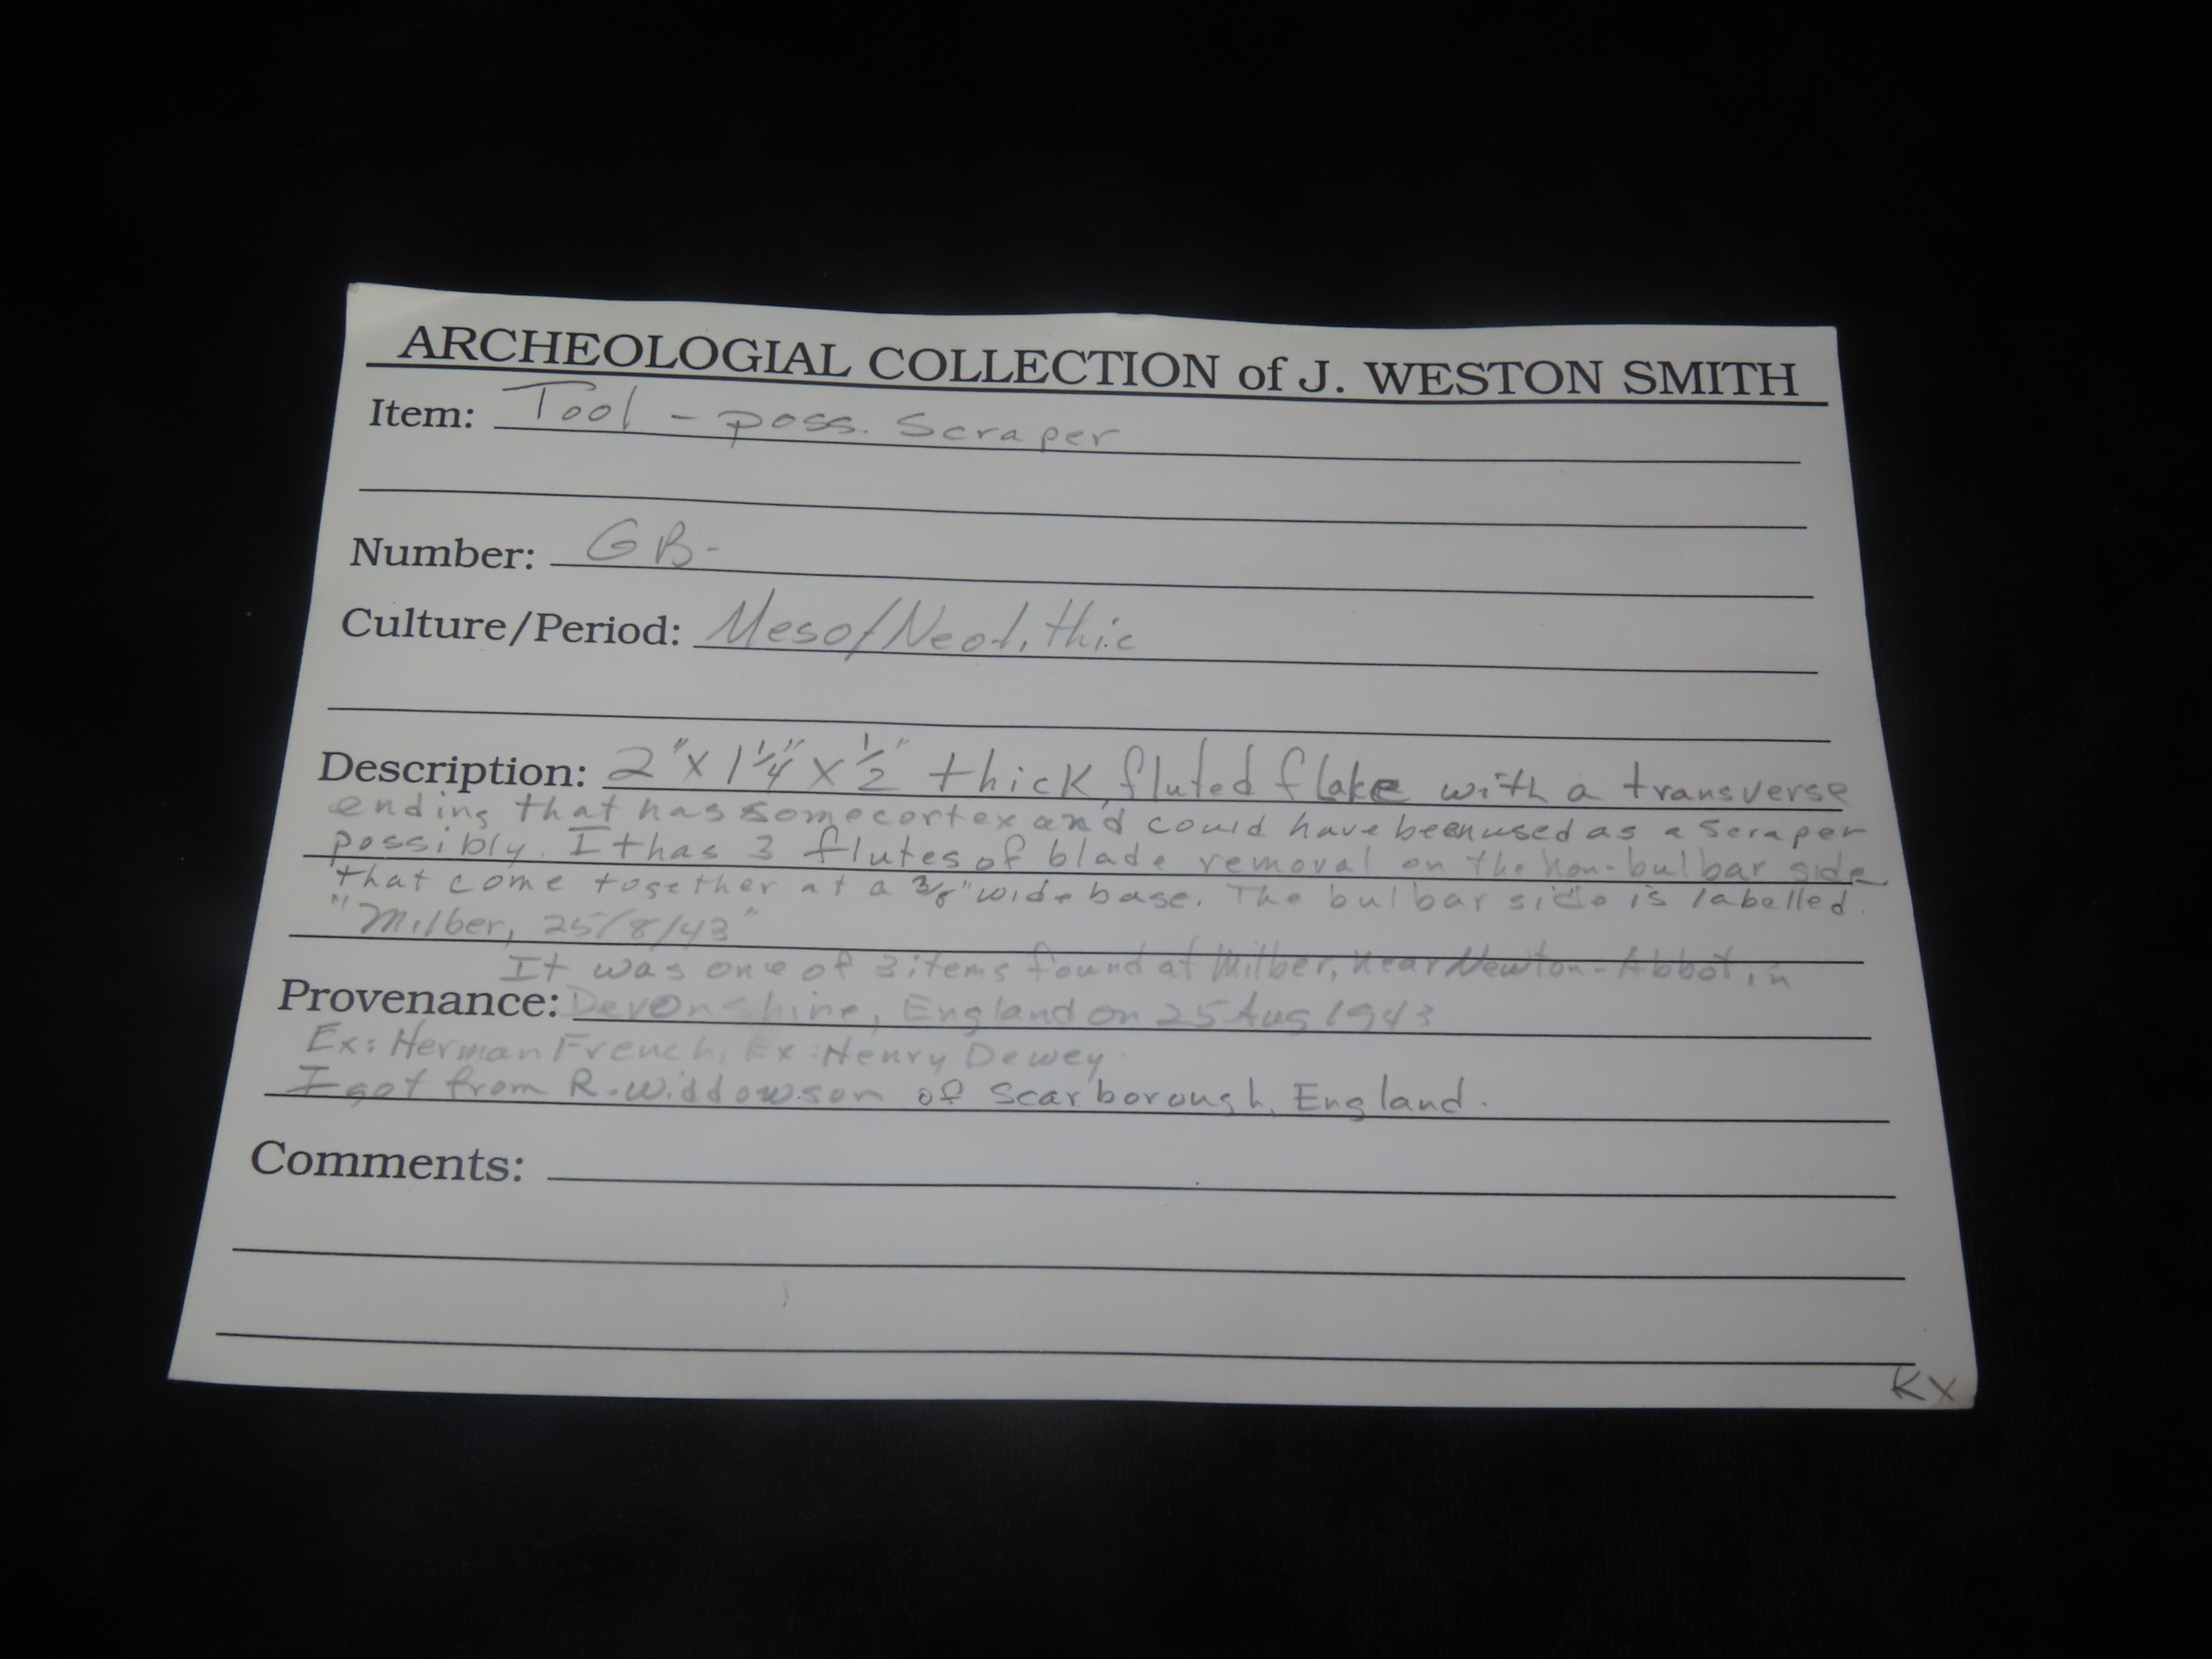 ARCHEOLOGIAL COLLECTION of J. WESTON SMITH
Item: Tool - poss. Scraper
Number: GB-
Culture/Period: Meso/Neolithic
Description: 2" x 1 1/4" x 1/2" thick, fluted flake with a transverse
ending that has some cortex and could have been used as a scraper
possibly. It has 3 flutes of blade removal on the non-bulbar side
that come together at a 3/8" wide base. The bulbar side is labelled
"Milber, 25/8/43"
It was one of 3 items found at Milber, near Newton-Abbot in
Provenance: Devonshire, England on 25 Aug 1943
Ex: Herman French, Ex: Henry Dewey.
I got from R. Widdowson of Scarborough, England.
Comments:
KX